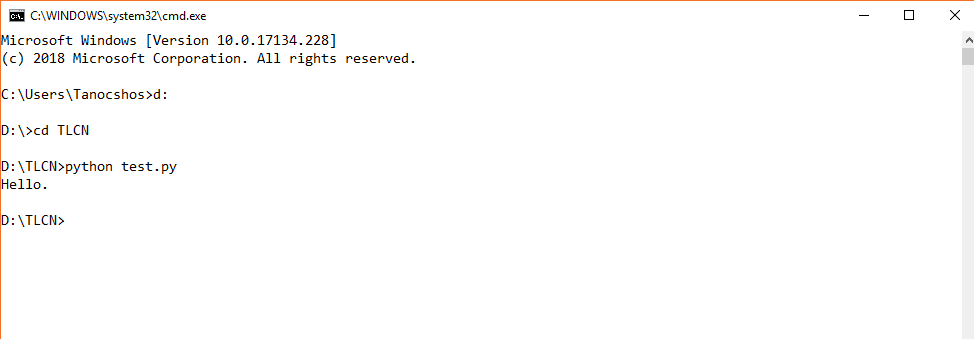 C:\WINDOWS\system32\cmd.exe
Microsoft Windows [Version 10.0.17134.228]
(c) 2018 Microsoft Corporation. All rights reserved.
C:\Users\Tanocshos>d:
D:\>cd TLCN
D:\TLCN>python test.py
Hello.
D:\TLCN>